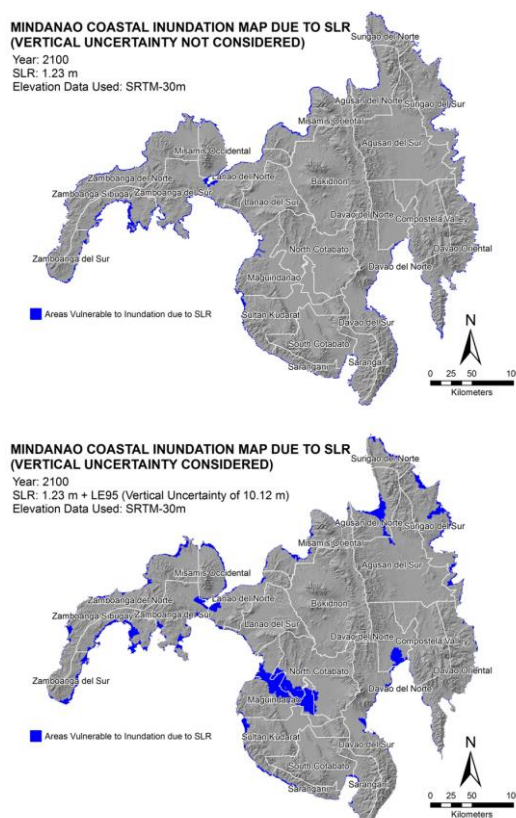 MINDANAO COASTAL INUNDATION MAP DUE TO SLR
(VERTICAL UNCERTAINTY NOT CONSIDERED)
Year: 2100
SLR: 1.23 m
Elevation Data Used: SRTM-30m
Surigao del Norte
Agusan del Norte
Surigao del Sur
Misamis Oriental
Agusan del Sur
Misamis Occidental
Zamboanga del Norte
Lanao del Norte
Bukidnon
Zamboanga Sibugay
Zamboanga del Sur
Lanao del Sur
Davao del Norte
Compostela Valley
North Cotabato
Davao Oriental
Zamboanga del Sur
Maguindanao
Davao del Norte
Areas Vulnerable to Inundation due to SLR
Sultan Kudarat
Davao del Sur
South Cotabato
Sarangani
Sarangani
N
0 12.5 25 50 75 10
Kilometers
MINDANAO COASTAL INUNDATION MAP DUE TO SLR
(VERTICAL UNCERTAINTY CONSIDERED)
Year: 2100
SLR: 1.23 m + LE95 (Vertical Uncertainty of 10.12 m)
Elevation Data Used: SRTM-30m
Surigao del Norte
Agusan del Norte
Surigao del Sur
Misamis Oriental
Agusan del Sur
Misamis Occidental
Zamboanga del Norte
Lanao del Norte
Bukidnon
Zamboanga Sibugay
Zamboanga del Sur
Lanao del Sur
Davao del Norte
Compostela Valley
North Cotabato
Davao Oriental
Zamboanga del Sur
Maguindanao
Davao del Norte
Areas Vulnerable to Inundation due to SLR
Sultan Kudarat
Davao del Sur
South Cotabato
Sarangani
Sarangani
N
0 12.5 25 50 75 10
Kilometers